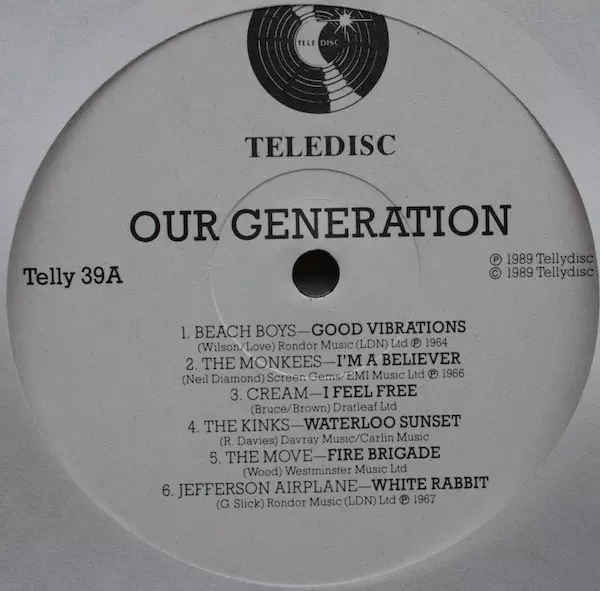 TELE DISC
TELEDISC
OUR GENERATION
Telly 39A
℗ 1989 Tellydisc
© 1989 Tellydisc
1. BEACH BOYS—GOOD VIBRATIONS
(Wilson/Love) Rondor Music (LDN) Ltd ℗ 1964
2. THE MONKEES—I'M A BELIEVER
(Neil Diamond) Screen Gems/EMI Music Ltd ℗ 1966
3. CREAM—I FEEL FREE
(Bruce/Brown) Dratleaf Ltd
4. THE KINKS—WATERLOO SUNSET
(R. Davies) Davray Music/Carlin Music
5. THE MOVE—FIRE BRIGADE
(Wood) Westminster Music Ltd
6. JEFFERSON AIRPLANE—WHITE RABBIT
(G. Slick) Rondor Music (LDN) Ltd ℗ 1967